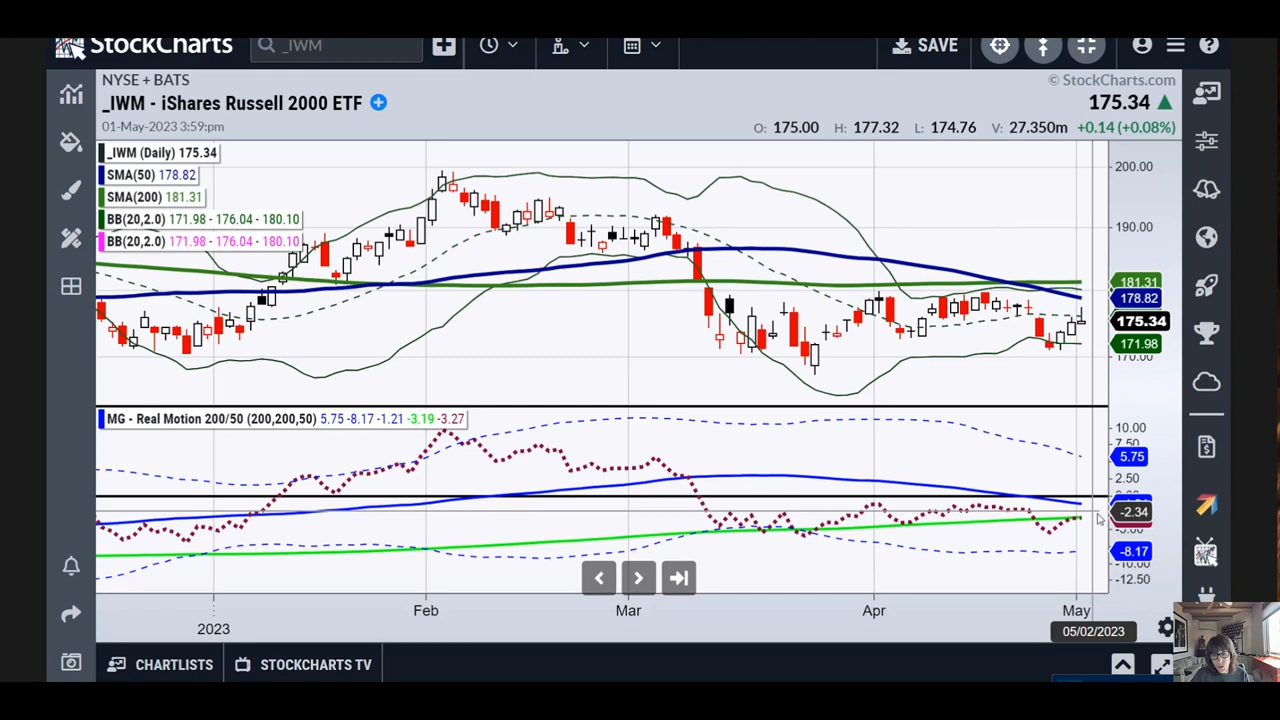 StockCharts
_IWM
SAVE
NYSE + BATS
© StockCharts.com
_IWM - iShares Russell 2000 ETF
175.34
01-May-2023 3:59:pm
O: 175.00 H: 177.32 L: 174.76 V: 27.350m +0.14 (+0.08%)
_IWM (Daily) 175.34
SMA(50) 178.82
SMA(200) 181.31
BB(20,2.0) 171.98 - 176.04 - 180.10
BB(20,2.0) 171.98 - 176.04 - 180.10
200.00
190.00
181.31
178.82
175.34
171.98
170.00
MG - Real Motion 200/50 (200,200,50) 5.75 -8.17 -1.21 -3.19 -3.27
10.00
7.50
5.75
2.50
-2.34
-8.17
-10.00
-12.50
Feb Mar Apr May
2023
05/02/2023
CHARTLISTS
STOCKCHARTS TV